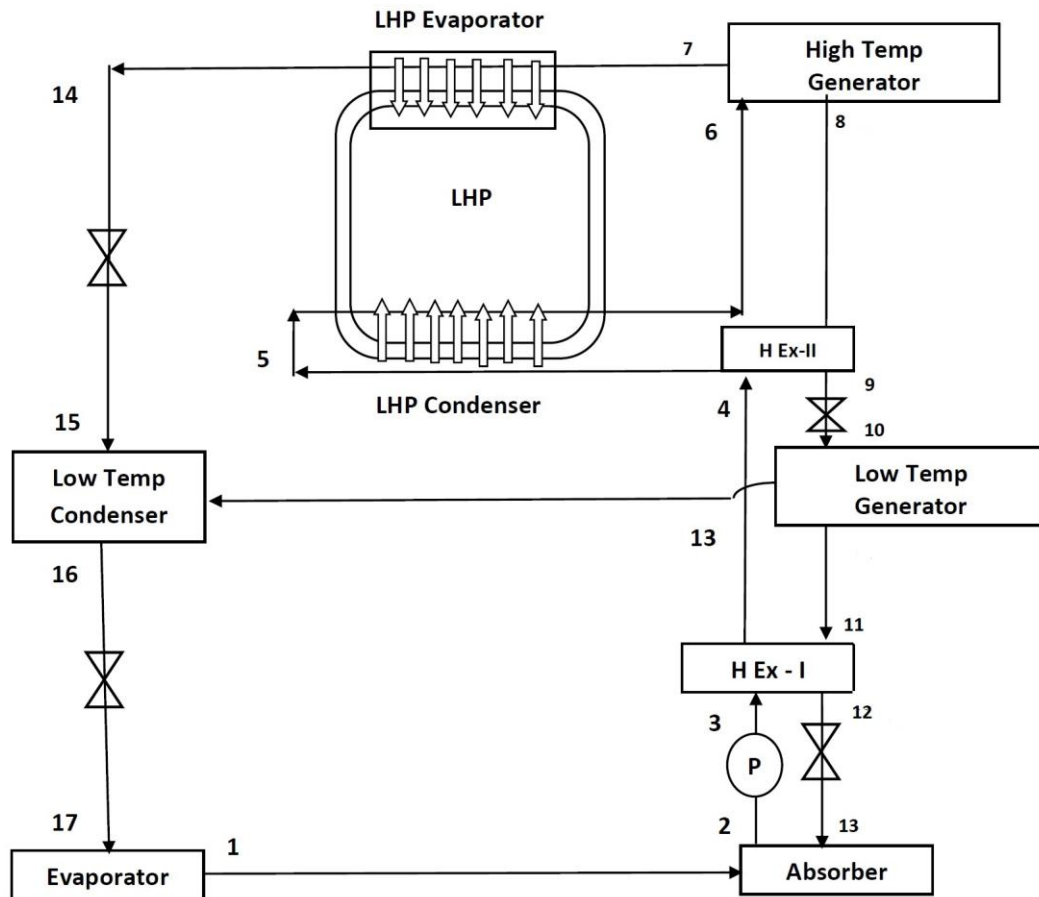 LHP Evaporator
7
High Temp
Generator
14
6
8
LHP
5
H Ex-II
LHP Condenser
4
9
10
15
Low Temp
Condenser
Low Temp
Generator
13
16
11
H Ex - I
3
12
P
17
1
2
13
Evaporator
Absorber